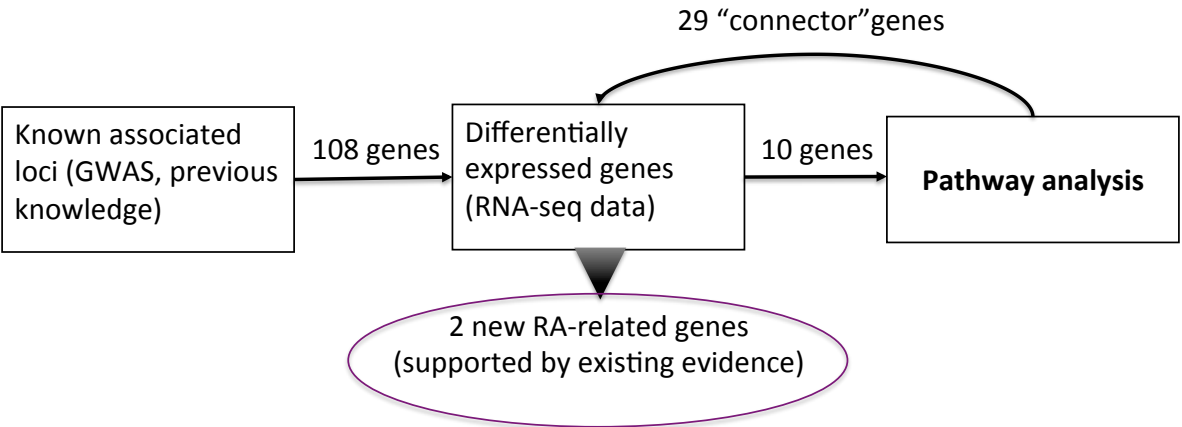 29 “connector”genes
Known associated
loci (GWAS, previous
knowledge)
108 genes
Differentially
expressed genes
(RNA-seq data)
10 genes
Pathway analysis
2 new RA-related genes
(supported by existing evidence)